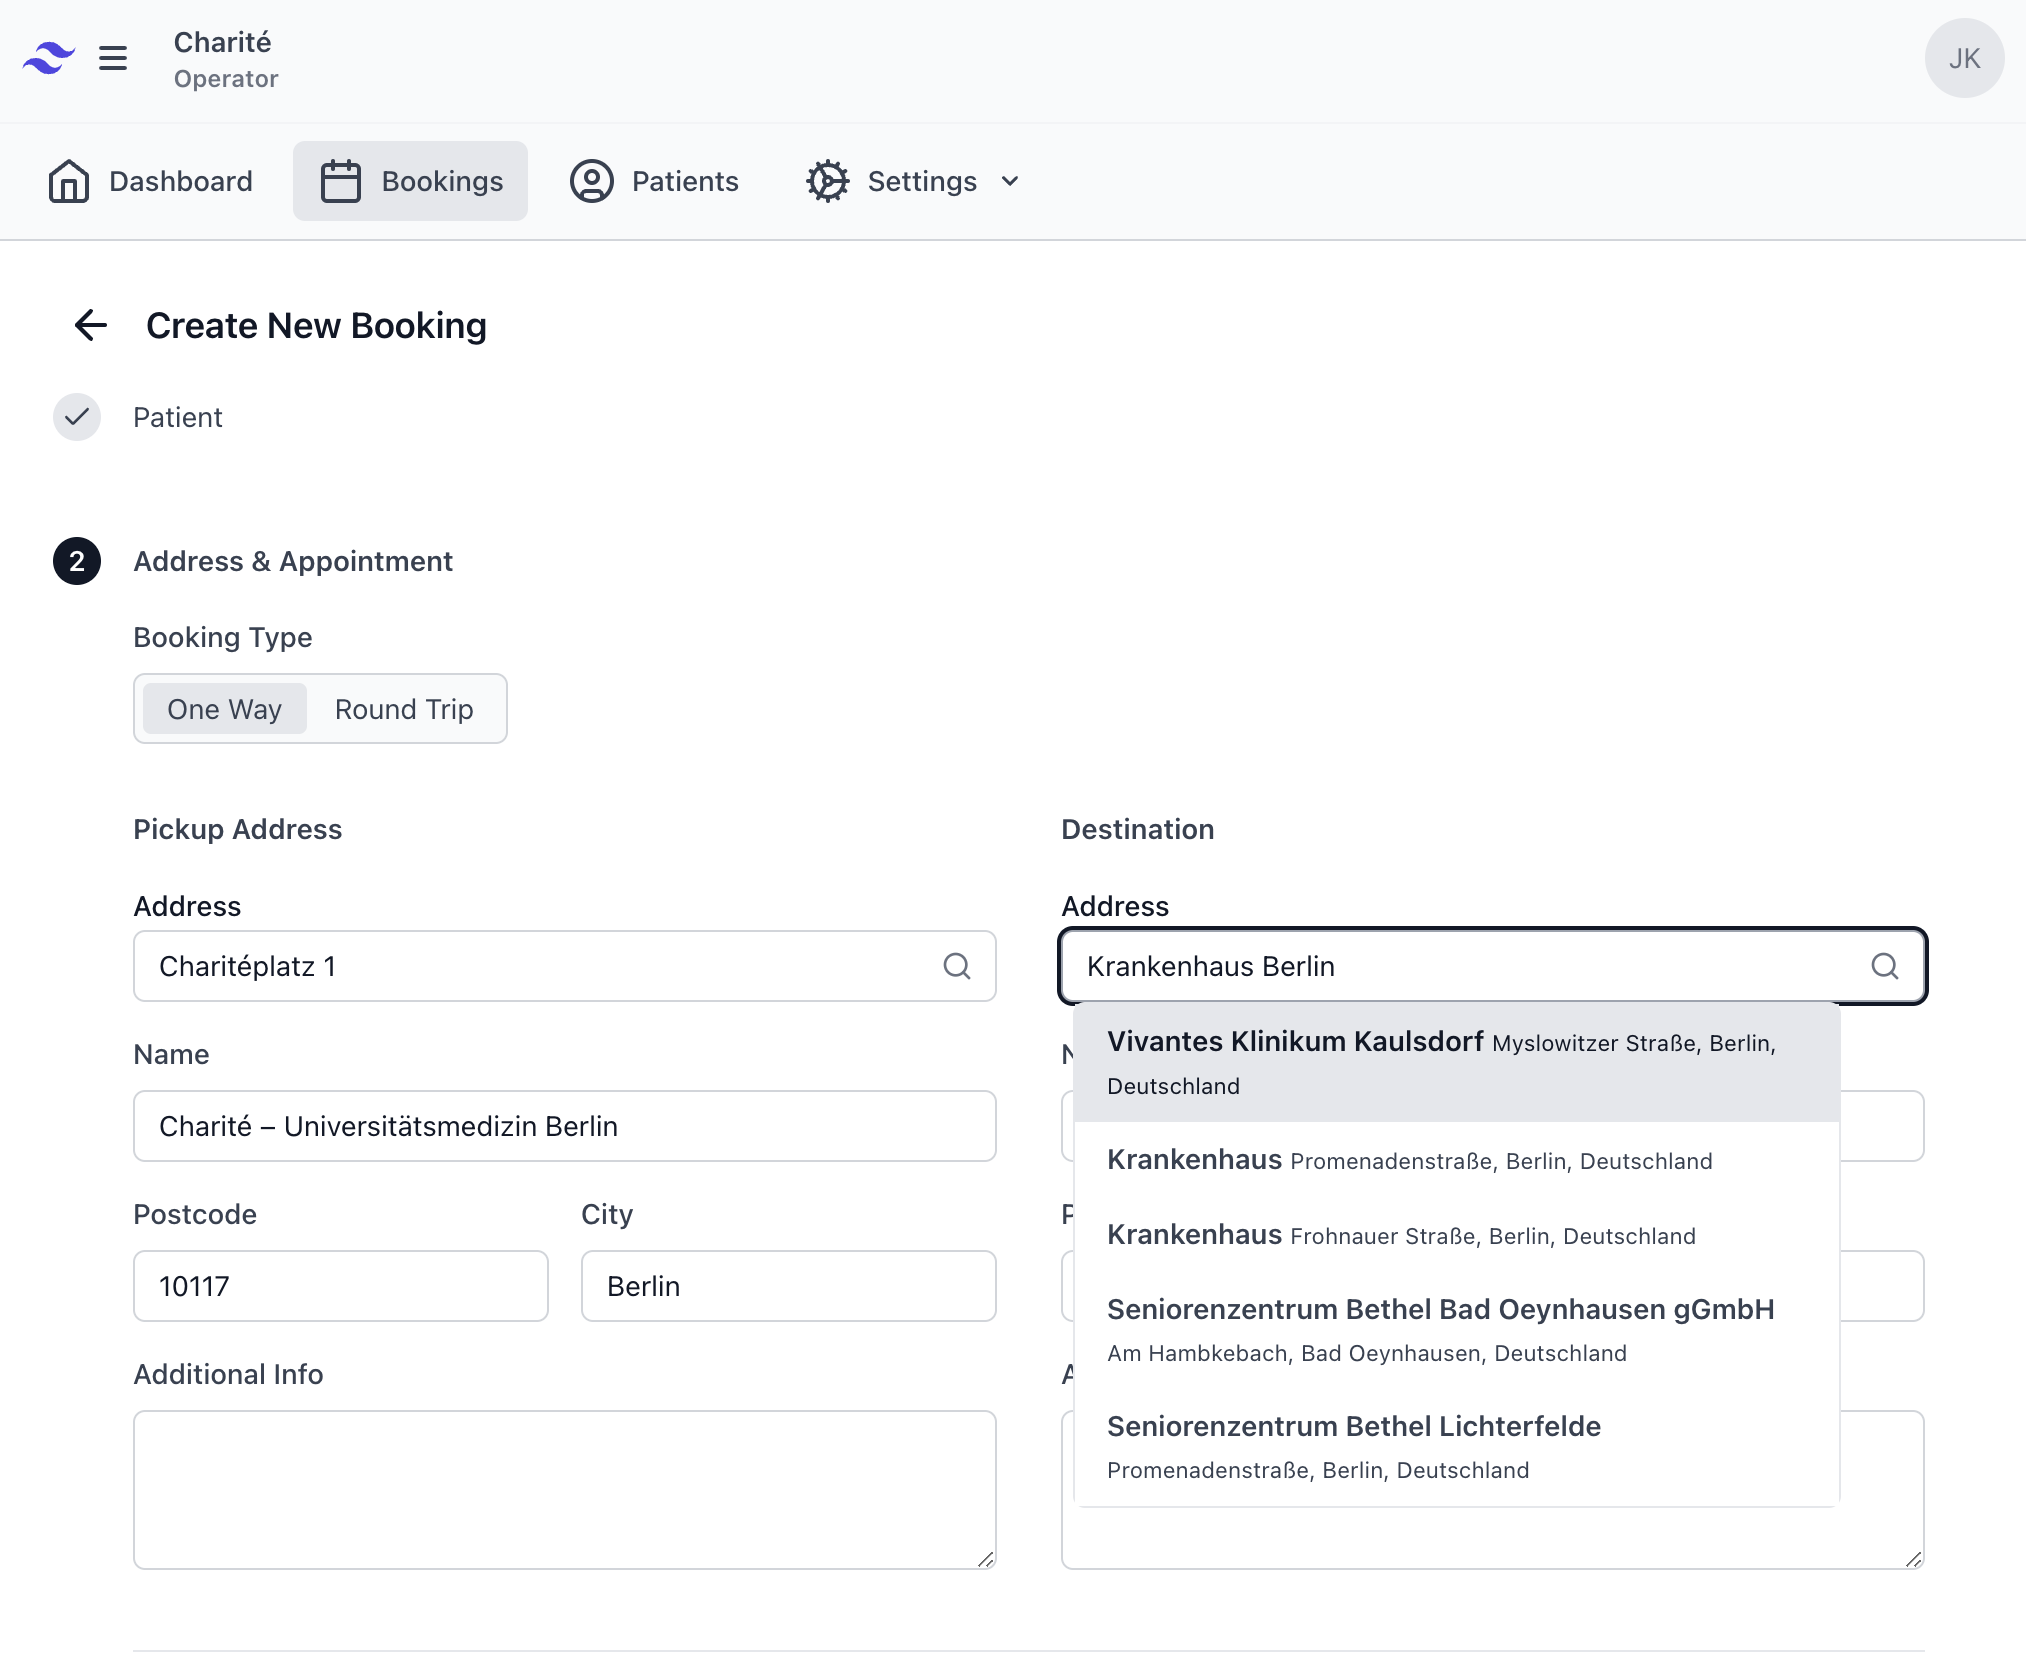 Charité
Operator
JK
Dashboard
Bookings
Patients
Settings
Create New Booking
Patient
2
Address & Appointment
Booking Type
One Way
Round Trip
Pickup Address
Address
Charitéplatz 1
Name
Charité – Universitätsmedizin Berlin
Postcode
City
10117
Berlin
Additional Info
Destination
Address
Krankenhaus Berlin
Vivantes Klinikum Kaulsdorf Myslowitzer Straße, Berlin,
Deutschland
Krankenhaus Promenadenstraße, Berlin, Deutschland
Krankenhaus Frohnauer Straße, Berlin, Deutschland
Seniorenzentrum Bethel Bad Oeynhausen gGmbH
Am Hambkebach, Bad Oeynhausen, Deutschland
Seniorenzentrum Bethel Lichterfelde
Promenadenstraße, Berlin, Deutschland